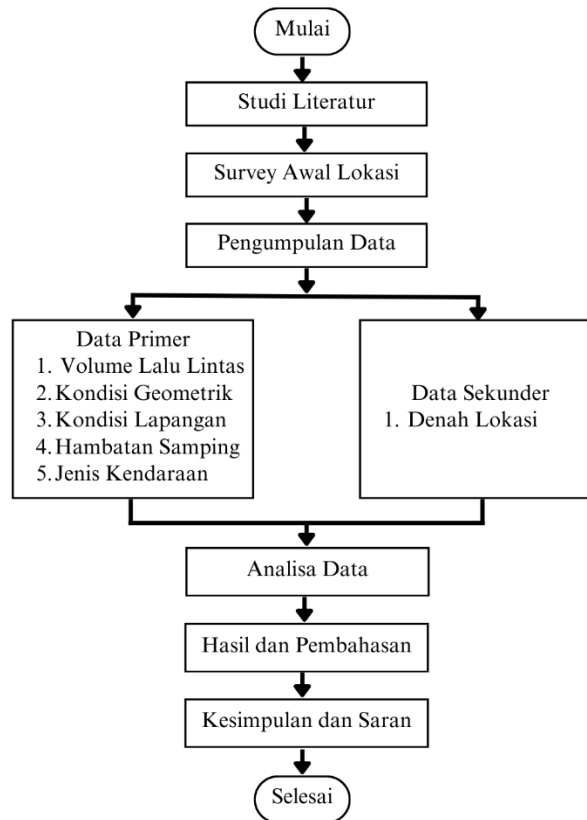 Mulai
Studi Literatur
Survey Awal Lokasi
Pengumpulan Data
Data Primer
1. Volume Lalu Lintas
2. Kondisi Geometrik
3. Kondisi Lapangan
4. Hambatan Samping
5. Jenis Kendaraan
Data Sekunder
1. Denah Lokasi
Analisa Data
Hasil dan Pembahasan
Kesimpulan dan Saran
Selesai